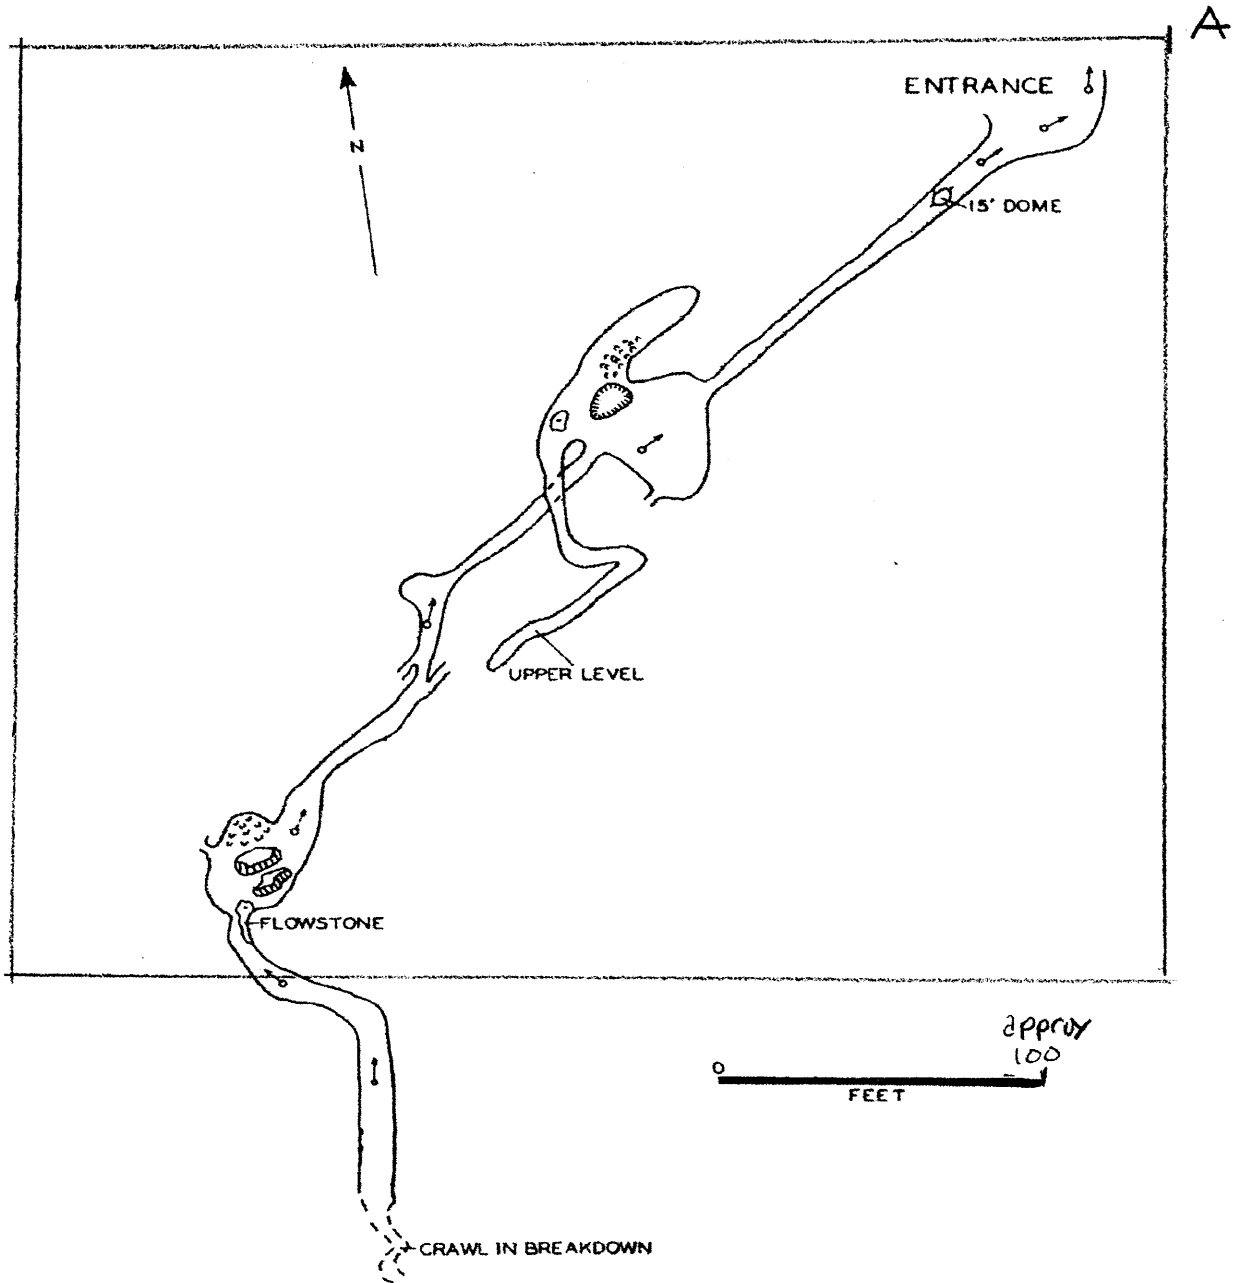 A
ENTRANCE
N
15' DOME
UPPER LEVEL
FLOWSTONE
approx
100
0
FEET
CRAWL IN BREAKDOWN